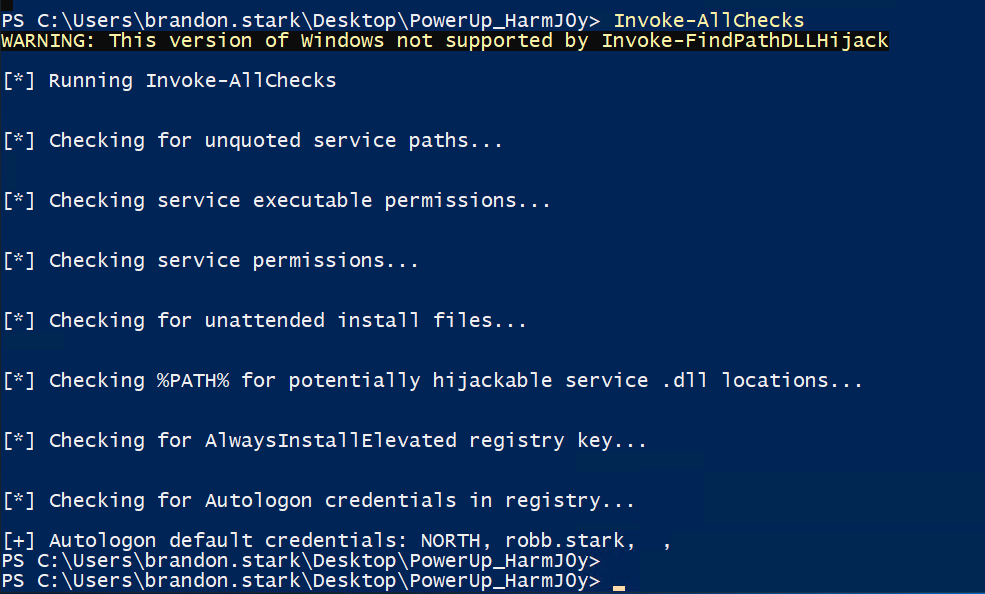 PS C:\Users\brandon.stark\Desktop\PowerUp_HarmJ0y> Invoke-AllChecks
WARNING: This version of Windows not supported by Invoke-FindPathDLLHijack
[*] Running Invoke-AllChecks
[*] Checking for unquoted service paths...
[*] Checking service executable permissions...
[*] Checking service permissions...
[*] Checking for unattended install files...
[*] Checking %PATH% for potentially hijackable service .dll locations...
[*] Checking for AlwaysInstallElevated registry key...
[*] Checking for Autologon credentials in registry...
[+] Autologon default credentials: NORTH, robb.stark,  ,
PS C:\Users\brandon.stark\Desktop\PowerUp_HarmJ0y>
PS C:\Users\brandon.stark\Desktop\PowerUp_HarmJ0y>